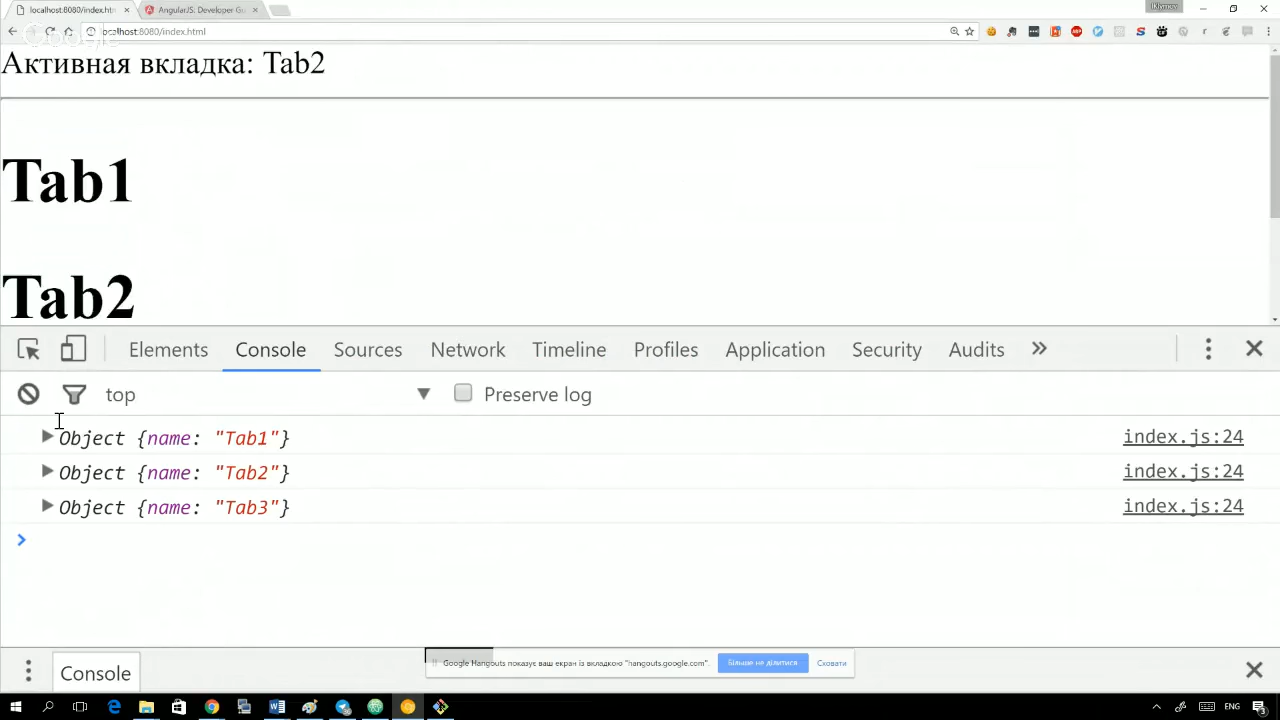 localhost:8080/index.htm
AngularJS: Developer Gu
iKlymov
localhost:8080/index.html
Google
Активная вкладка: Tab2
Tab1
Tab2
Elements Console Sources Network Timeline Profiles Application Security Audits
top Preserve log
Object {name: "Tab1"} index.js:24
Object {name: "Tab2"} index.js:24
Object {name: "Tab3"} index.js:24
Google Hangouts показує ваш екран із вкладкою "hangouts.google.com". Більше не ділитися Сховати
Console
ENG